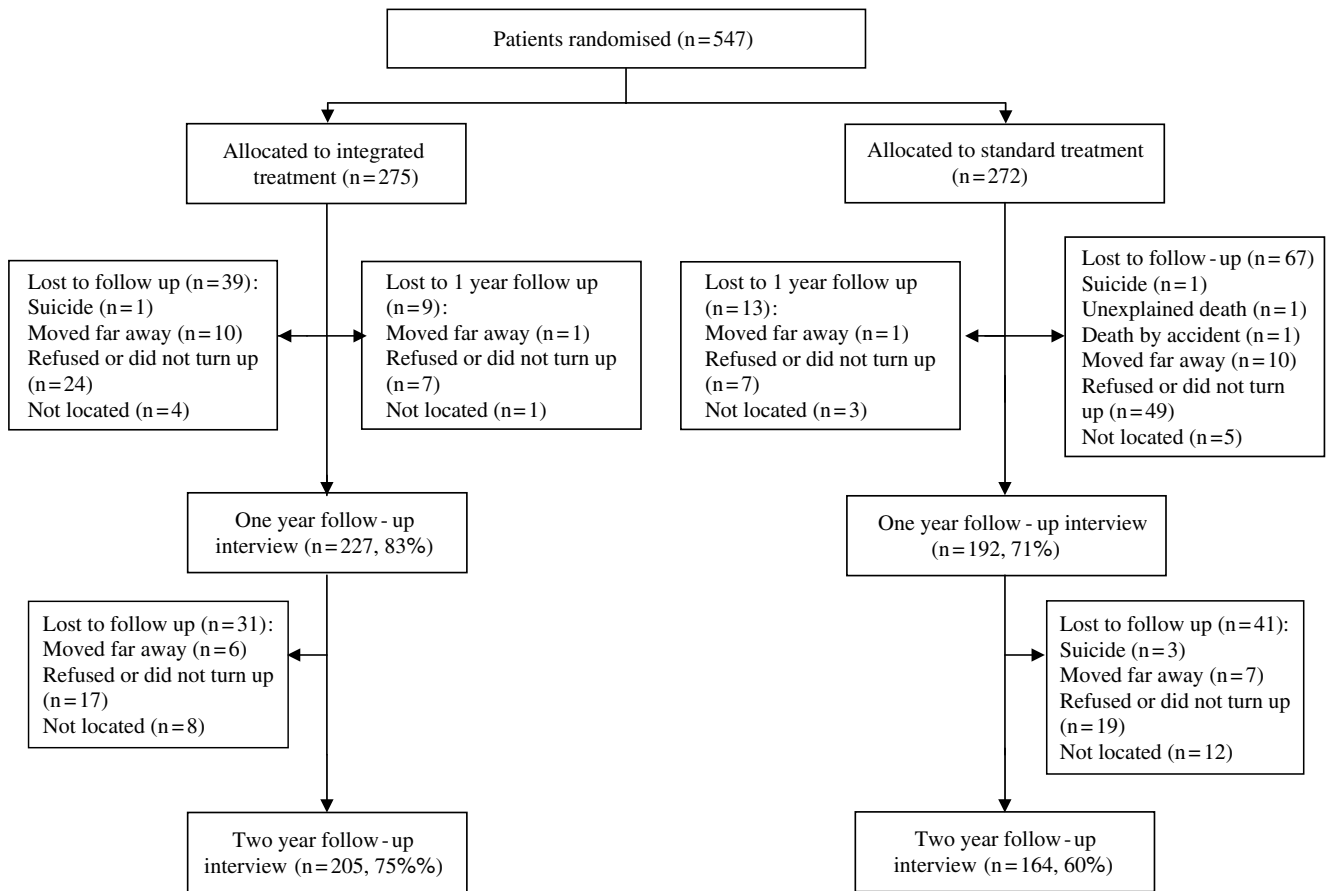 Patients randomised (n=547)
Allocated to integrated
treatment (n=275)
Allocated to standard treatment
(n=272)
Lost to follow up (n=39):
Suicide (n=1)
Moved far away (n=10)
Refused or did not turn up
(n=24)
Not located (n=4)
Lost to 1 year follow up
(n=9):
Moved far away (n=1)
Refused or did not turn up
(n=7)
Not located (n=1)
Lost to 1 year follow up
(n=13):
Moved far away (n=1)
Refused or did not turn up
(n=7)
Not located (n=3)
Lost to follow-up (n=67)
Suicide (n=1)
Unexplained death (n=1)
Death by accident (n=1)
Moved far away (n=10)
Refused or did not turn
up (n=49)
Not located (n=5)
One year follow-up
interview (n=227, 83%)
One year follow-up interview
(n=192, 71%)
Lost to follow up (n=31):
Moved far away (n=6)
Refused or did not turn up
(n=17)
Not located (n=8)
Lost to follow up (n=41):
Suicide (n=3)
Moved far away (n=7)
Refused or did not turn up
(n=19)
Not located (n=12)
Two year follow-up
interview (n=205, 75%%)
Two year follow-up
interview (n=164, 60%)